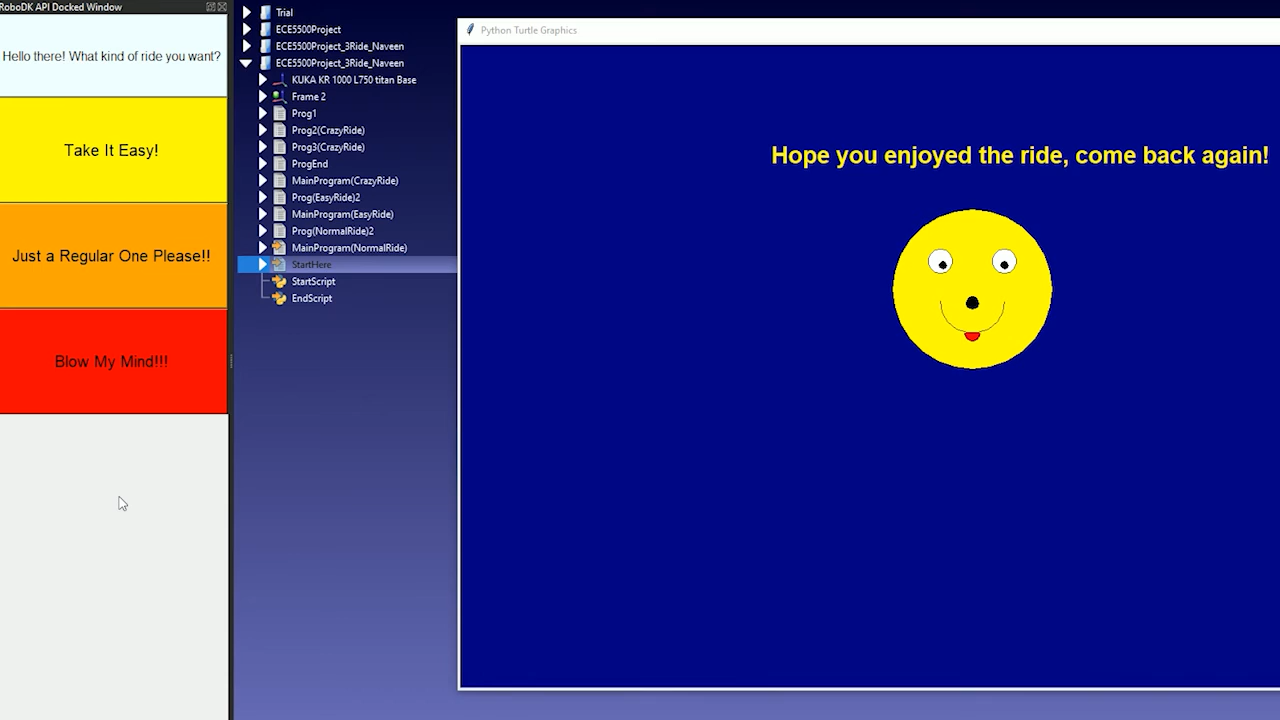 RoboDK API Docked Window
Hello there! What kind of ride you want?
Take It Easy!
Just a Regular One Please!!
Blow My Mind!!!
Trial
ECE5500Project
ECE5500Project_3Ride_Naveen
ECE5500Project_3Ride_Naveen
KUKA KR 1000 L750 titan Base
Frame 2
Prog1
Prog2(CrazyRide)
Prog3(CrazyRide)
ProgEnd
MainProgram(CrazyRide)
Prog(EasyRide)2
MainProgram(EasyRide)
Prog(NormalRide)2
MainProgram(NormalRide)
StartHere
StartScript
EndScript
Python Turtle Graphics
Hope you enjoyed the ride, come back again!